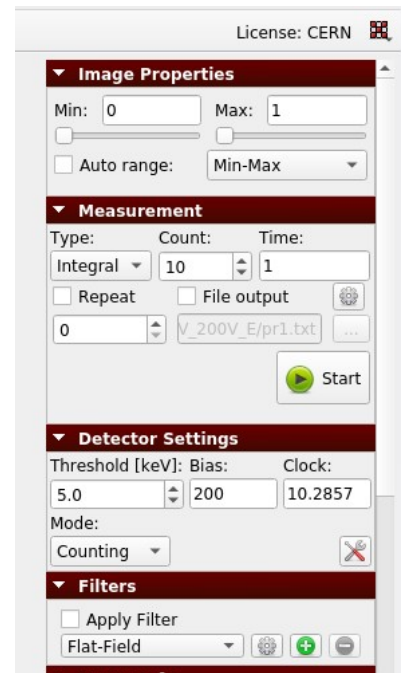 License: CERN
Image Properties
Min: 0 Max: 1
Auto range: Min-Max
Measurement
Type: Count: Time:
Integral 10 1
Repeat File output
0 V_200V_E/pr1.txt ...
Start
Detector Settings
Threshold [keV]: Bias: Clock:
5.0 200 10.2857
Mode:
Counting
Filters
Apply Filter
Flat-Field